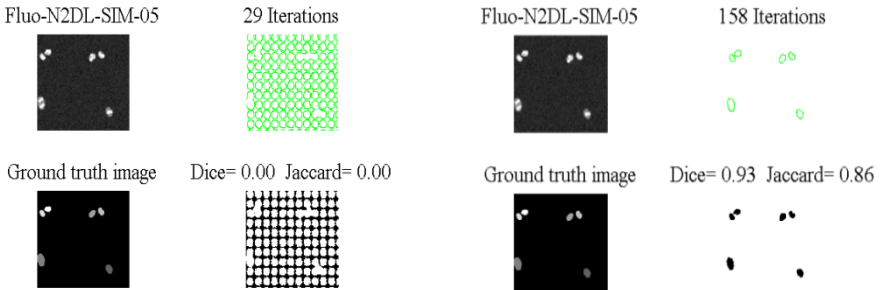 Fluo-N2DL-SIM-05 29 Iterations Fluo-N2DL-SIM-05 158 Iterations
Ground truth image Dice= 0.00 Jaccard= 0.00 Ground truth image Dice= 0.93 Jaccard= 0.86